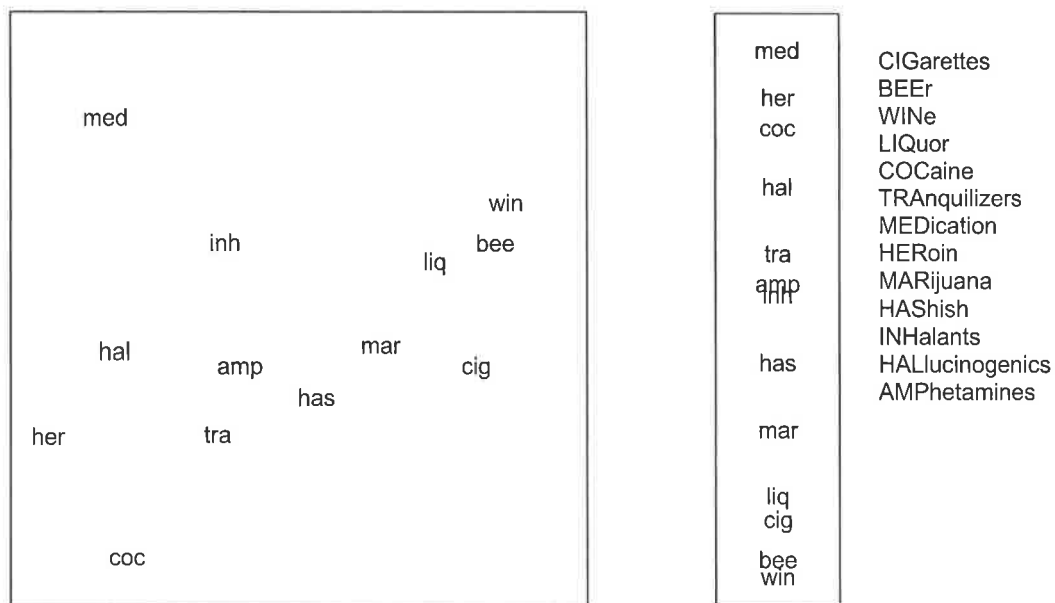 med
win
inh
bee
liq
hal
mar
amp
cig
has
her
tra
coc
med
her
coc
hal
tra
amp
inh
has
mar
liq
cig
bee
win
CIGarettes
BEEr
WINe
LIQuor
COCaine
TRAnquilizers
MEDication
HERoin
MARijuana
HAShish
INHalants
HALlucinogenics
AMPhetamines